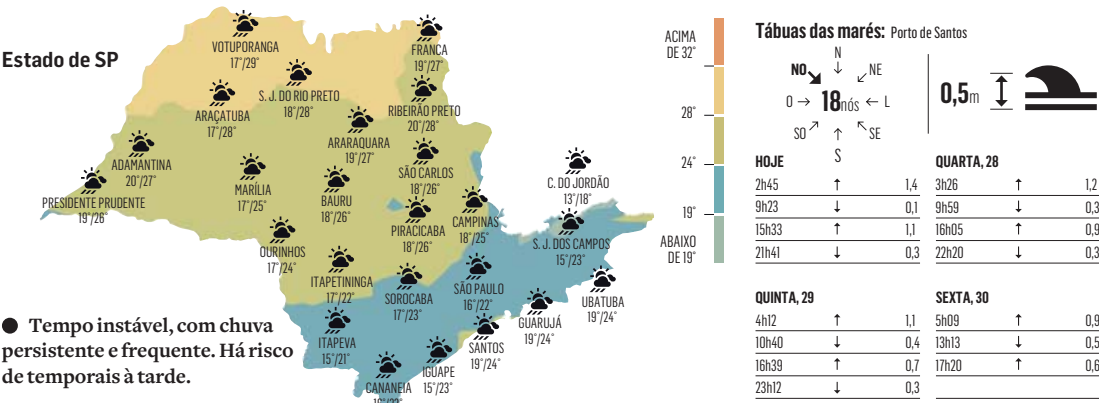 Estado de SP
VOTUPORANGA
17°/29°
FRANCA
19°/27°
S. J. DO RIO PRETO
18°/28°
ARAÇATUBA
17°/28°
RIBEIRÃO PRETO
20°/28°
ARARAQUARA
19°/27°
ADAMANTINA
20°/27°
SÃO CARLOS
18°/26°
MARÍLIA
17°/25°
BAURU
18°/26°
C. DO JORDÃO
13°/18°
PRESIDENTE PRUDENTE
19°/26°
PIRACICABA
18°/26°
CAMPINAS
18°/25°
S. J. DOS CAMPOS
15°/23°
OURINHOS
17°/24°
ITAPETININGA
17°/22°
SOROCABA
17°/23°
SÃO PAULO
16°/22°
UBATUBA
19°/24°
GUARUJÁ
19°/24°
ITAPEVA
15°/21°
SANTOS
19°/24°
IGUAPE
15°/23°
CANANEIA
● Tempo instável, com chuva
persistente e frequente. Há risco
de temporais à tarde.
ACIMA
DE 32°
28°
24°
19°
ABAIXO
DE 19°
Tábuas das marés: Porto de Santos
N
NO ↘ ↓ ↙ NE
O → 18nós ← L
SO ↗ ↑ ↖ SE
S
0,5m
HOJE
2h45 ↑ 1,4
9h23 ↓ 0,1
15h33 ↑ 1,1
21h41 ↓ 0,3
QUARTA, 28
3h26 ↑ 1,2
9h59 ↓ 0,3
16h05 ↑ 0,9
22h20 ↓ 0,3
QUINTA, 29
4h12 ↑ 1,1
10h40 ↓ 0,4
16h39 ↑ 0,7
23h12 ↓ 0,3
SEXTA, 30
5h09 ↑ 0,9
13h13 ↓ 0,5
17h20 ↑ 0,6